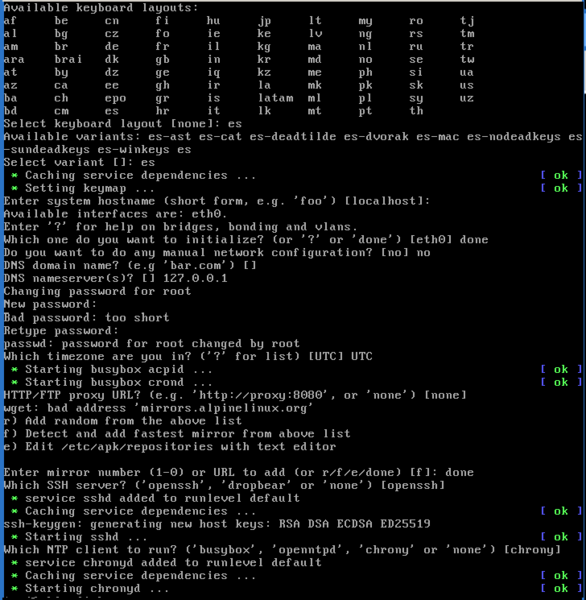 Available keyboard layouts:
af be cn fi hu jp lt my ro tj
al bg cz fo ie ke lv ng rs tm
am br de fr il kg ma nl ru tr
ara brai dk gb in kr md no se tw
at by dz ge iq kz me ph si ua
az ca ee gh ir la mk pk sk us
ba ch epo gr is latam ml pl sy uz
bd cm es hr it lk mt pt th
Select keyboard layout [none]: es
Available variants: es-ast es-cat es-deadtilde es-dvorak es-mac es-nodeadkeys es
-sundeadkeys es-winkeys es
Select variant []: es
* Caching service dependencies ... [ ok ]
* Setting keymap ... [ ok ]
Enter system hostname (short form, e.g. 'foo') [localhost]:
Available interfaces are: eth0.
Enter '?' for help on bridges, bonding and vlans.
Which one do you want to initialize? (or '?' or 'done') [eth0] done
Do you want to do any manual network configuration? [no] no
DNS domain name? (e.g 'bar.com') []
DNS nameserver(s)? [] 127.0.0.1
Changing password for root
New password:
Bad password: too short
Retype password:
passwd: password for root changed by root
Which timezone are you in? ('?' for list) [UTC] UTC
* Starting busybox acpid ... [ ok ]
* Starting busybox crond ... [ ok ]
HTTP/FTP proxy URL? (e.g. 'http://proxy:8080', or 'none') [none]
wget: bad address 'mirrors.alpinelinux.org'
r) Add random from the above list
f) Detect and add fastest mirror from above list
e) Edit /etc/apk/repositories with text editor
Enter mirror number (1-0) or URL to add (or r/f/e/done) [f]: done
Which SSH server? ('openssh', 'dropbear' or 'none') [openssh]
* service sshd added to runlevel default
* Caching service dependencies ... [ ok ]
ssh-keygen: generating new host keys: RSA DSA ECDSA ED25519
* Starting sshd ... [ ok ]
Which NTP client to run? ('busybox', 'openntpd', 'chrony' or 'none') [chrony]
* service chronyd added to runlevel default
* Caching service dependencies ... [ ok ]
* Starting chronyd ... [ ok ]